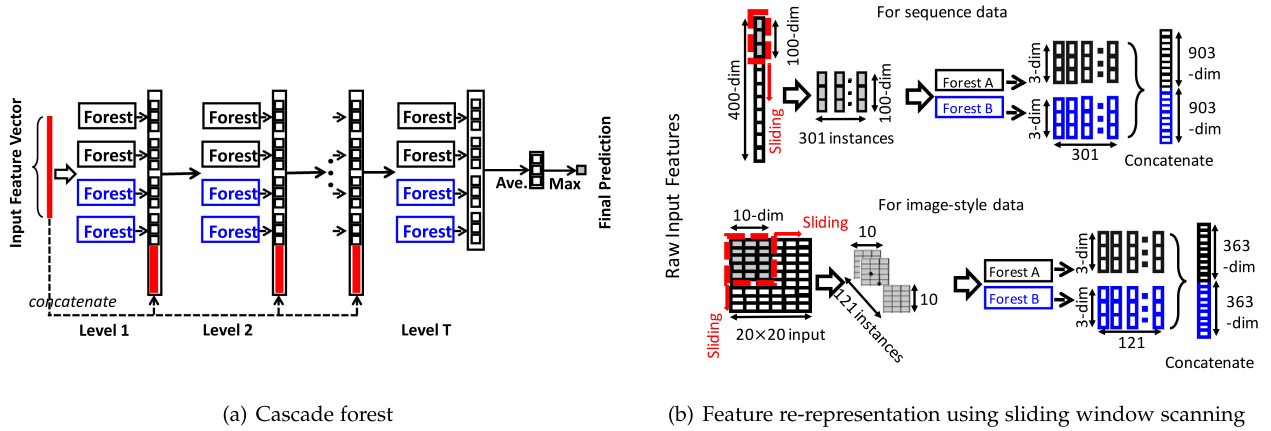 Input Feature Vector
Forest
Forest
Forest
Forest
concatenate
Level 1
Forest
Forest
Forest
Forest
Level 2
Forest
Forest
Forest
Forest
Level T
Ave.
Max
Final Prediction
(a) Cascade forest
Raw Input Features
For sequence data
400-dim
100-dim
Sliding
301 instances
100-dim
Forest A
Forest B
3-dim
3-dim
301
903
-dim
903
-dim
Concatenate
For image-style data
10-dim
Sliding
Sliding
20×20 input
10
121 instances
10
Forest A
Forest B
3-dim
3-dim
121
363
-dim
363
-dim
Concatenate
(b) Feature re-representation using sliding window scanning